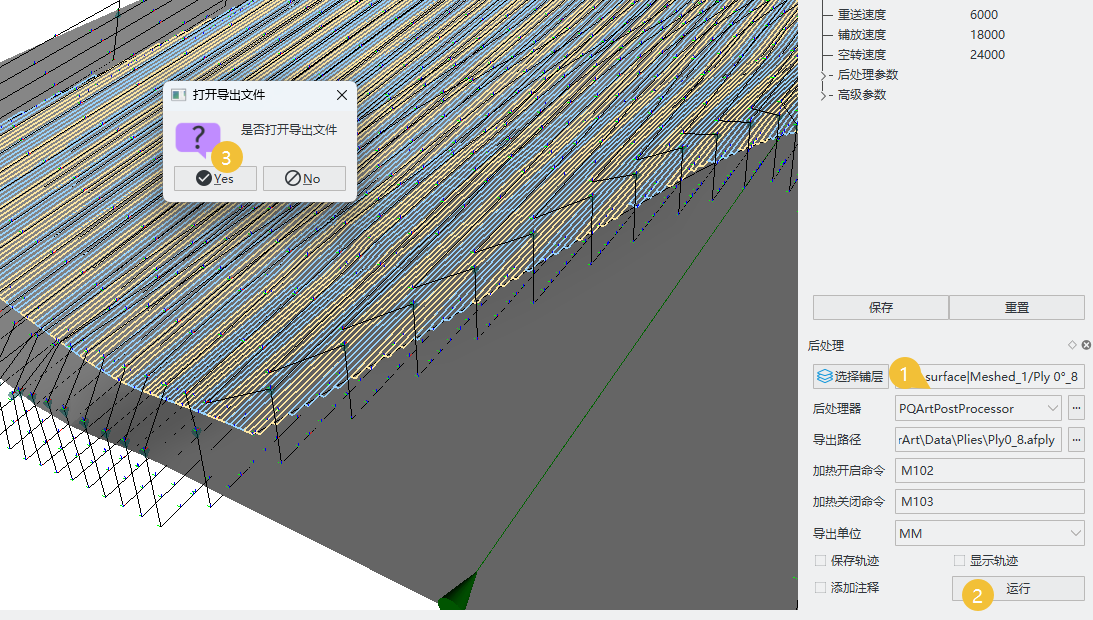 重送速度 6000
铺放速度 18000
空转速度 24000
后处理参数
高级参数
打开导出文件
是否打开导出文件
?
3
Yes
No
保存 重置
后处理
选择铺层 1 surface|Meshed_1/Ply 0°_8
后处理器 PQArtPostProcessor ...
导出路径 rArt\Data\Plies\Ply0_8.afply ...
加热开启命令 M102
加热关闭命令 M103
导出单位 MM
保存轨迹 显示轨迹
添加注释 2 运行